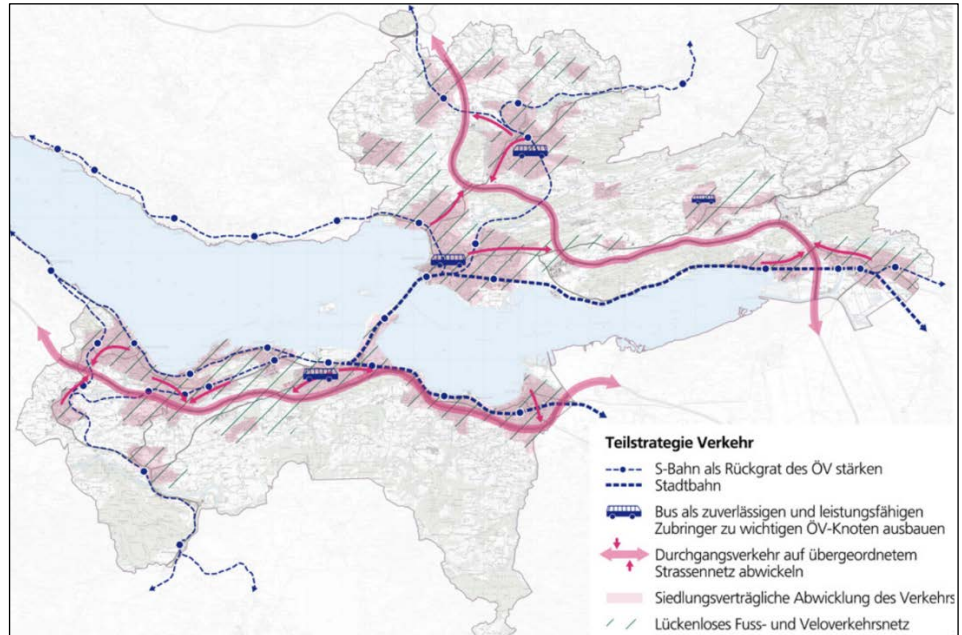 Teilstrategie Verkehr
S-Bahn als Rückgrat des ÖV stärken
Stadtbahn
Bus als zuverlässigen und leistungsfähigen
Zubringer zu wichtigen ÖV-Knoten ausbauen
Durchgangsverkehr auf übergeordnetem
Strassennetz abwickeln
Siedlungsverträgliche Abwicklung des Verkehrs
Lückenloses Fuss- und Veloverkehrsnetz